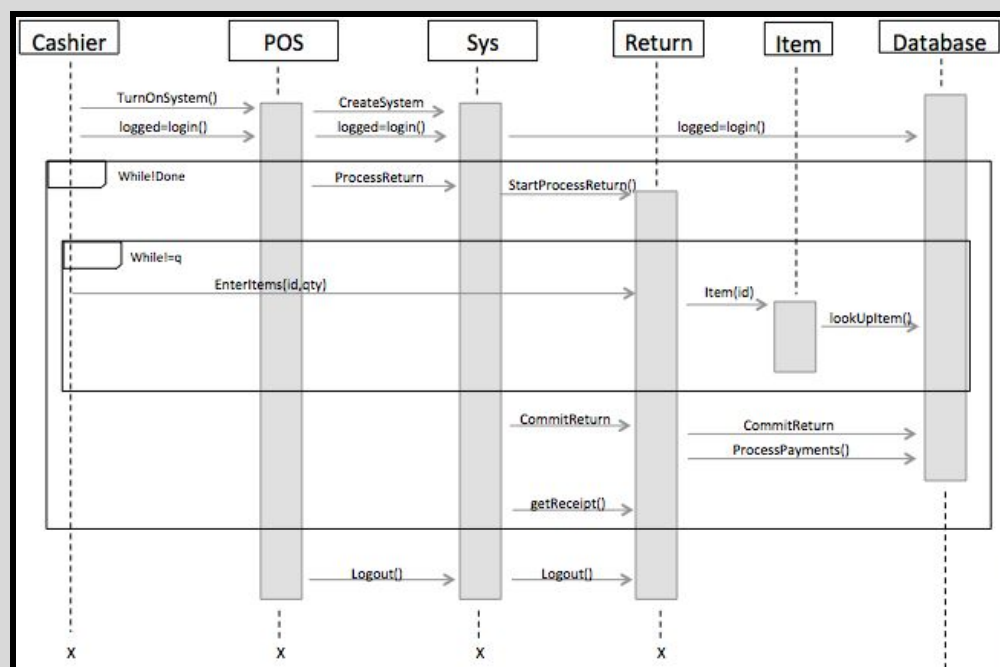 Cashier POS Sys Return Item Database
TurnOnSystem() CreateSystem
logged=login() logged=login() logged=login()
While!Done ProcessReturn StartProcessReturn()
While!=q
EnterItems(id,qty) Item(id)
lookUpItem()
CommitReturn CommitReturn
ProcessPayments()
getReceipt()
Logout() Logout()
X X X X